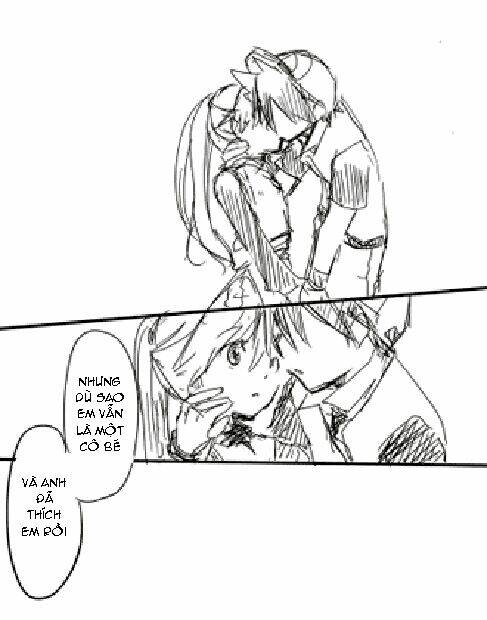 NHƯNG
DÙ SAO
EM VẪN
LÀ MỘT
CÔ BÉ
VÀ ANH
ĐÃ
THÍCH
EM RỒI